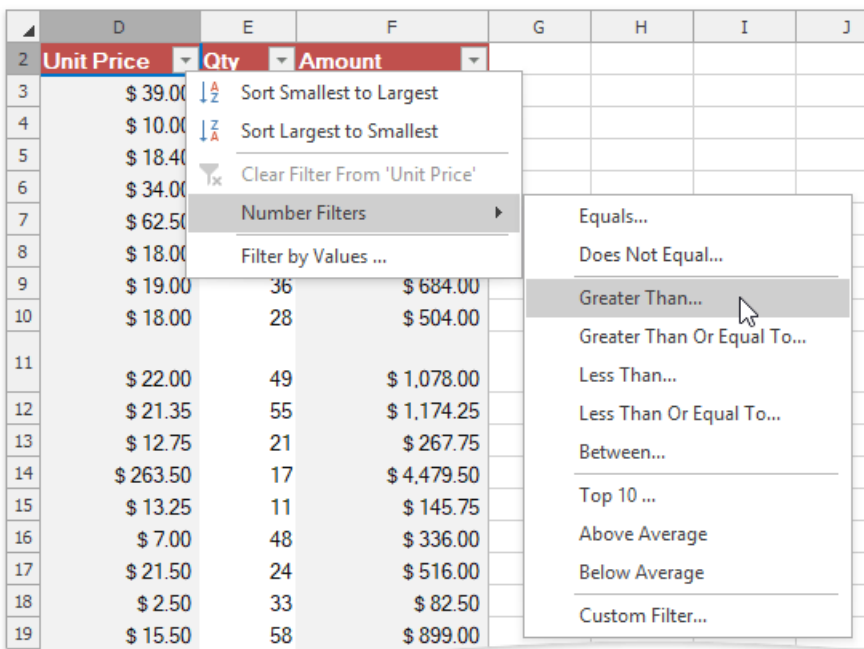 D E F G H I J
2 Unit Price Qty Amount
3 $ 39.00
Sort Smallest to Largest
4 $ 10.00
Sort Largest to Smallest
5 $ 18.40
Clear Filter From 'Unit Price'
6 $ 34.00
Number Filters
7 $ 62.50
Equals...
8 $ 18.00
Filter by Values ...
Does Not Equal...
9 $ 19.00 36 $ 684.00
Greater Than...
10 $ 18.00 28 $ 504.00
Greater Than Or Equal To...
11 $ 22.00 49 $ 1,078.00
Less Than...
12 $ 21.35 55 $ 1,174.25
Less Than Or Equal To...
13 $ 12.75 21 $ 267.75
Between...
14 $ 263.50 17 $ 4,479.50
Top 10 ...
15 $ 13.25 11 $ 145.75
Above Average
16 $ 7.00 48 $ 336.00
Below Average
17 $ 21.50 24 $ 516.00
18 $ 2.50 33 $ 82.50
Custom Filter...
19 $ 15.50 58 $ 899.00